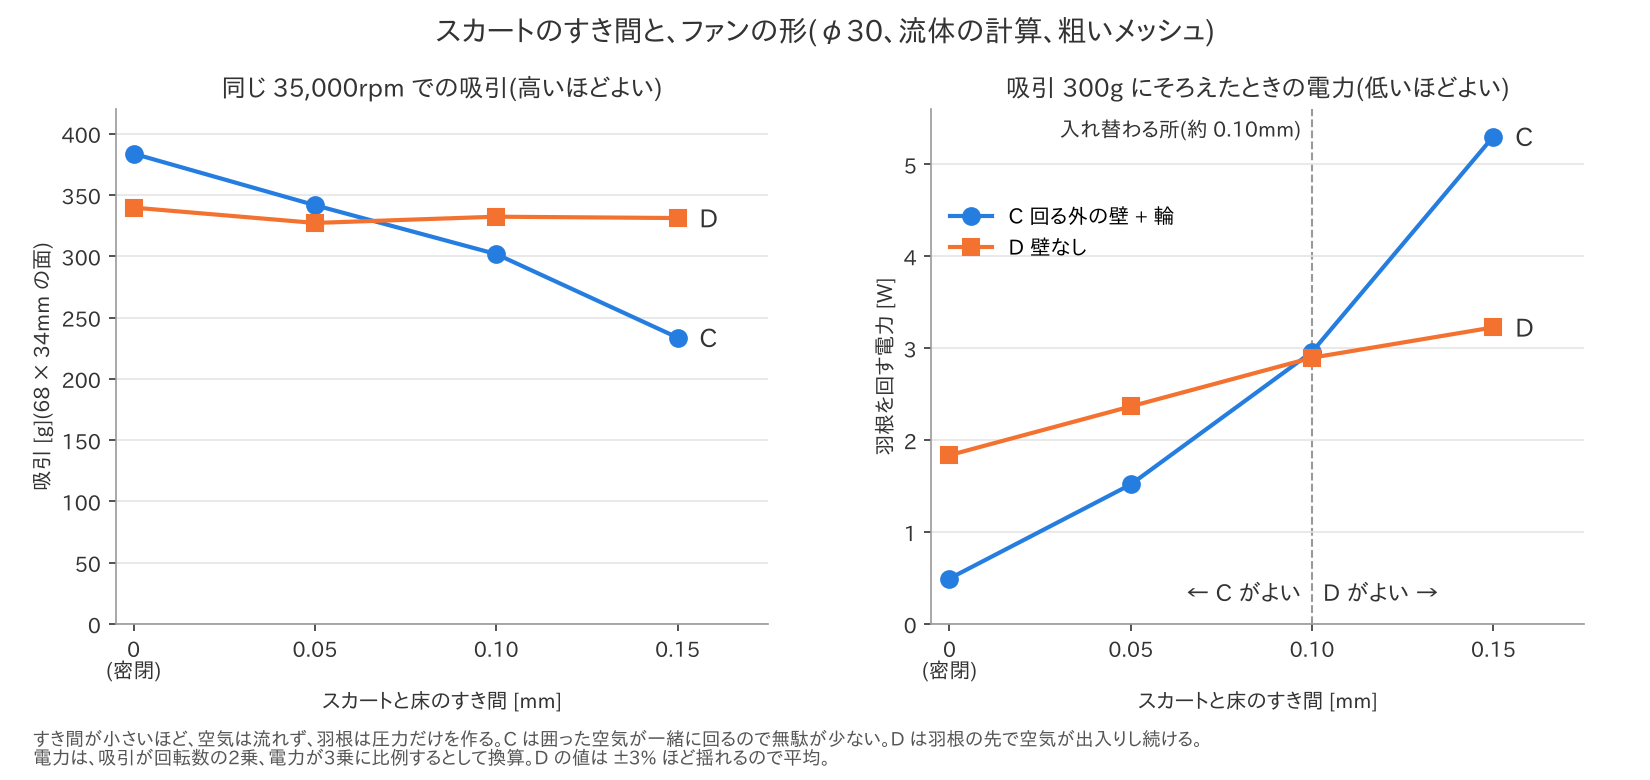 スカートのすき間と、ファンの形(φ30、流体の計算、粗いメッシュ)
同じ 35,000rpm での吸引(高いほどよい)
400
350
300
250
200
150
100
50
0
吸引 [g](68 × 34mm の面)
D
C
0
(密閉)
0.05
0.10
0.15
スカートと床のすき間 [mm]
吸引 300g にそろえたときの電力(低いほどよい)
入れ替わる所(約 0.10mm)
C
C 回る外の壁 + 輪
D 壁なし
D
5
4
3
2
1
0
羽根を回す電力 [W]
← C がよい
D がよい →
0
(密閉)
0.05
0.10
0.15
スカートと床のすき間 [mm]
すき間が小さいほど、空気は流れず、羽根は圧力だけを作る。C は囲った空気が一緒に回るので無駄が少ない。D は羽根の先で空気が出入りし続ける。
電力は、吸引が回転数の2乗、電力が3乗に比例するとして換算。D の値は ±3% ほど揺れるので平均。